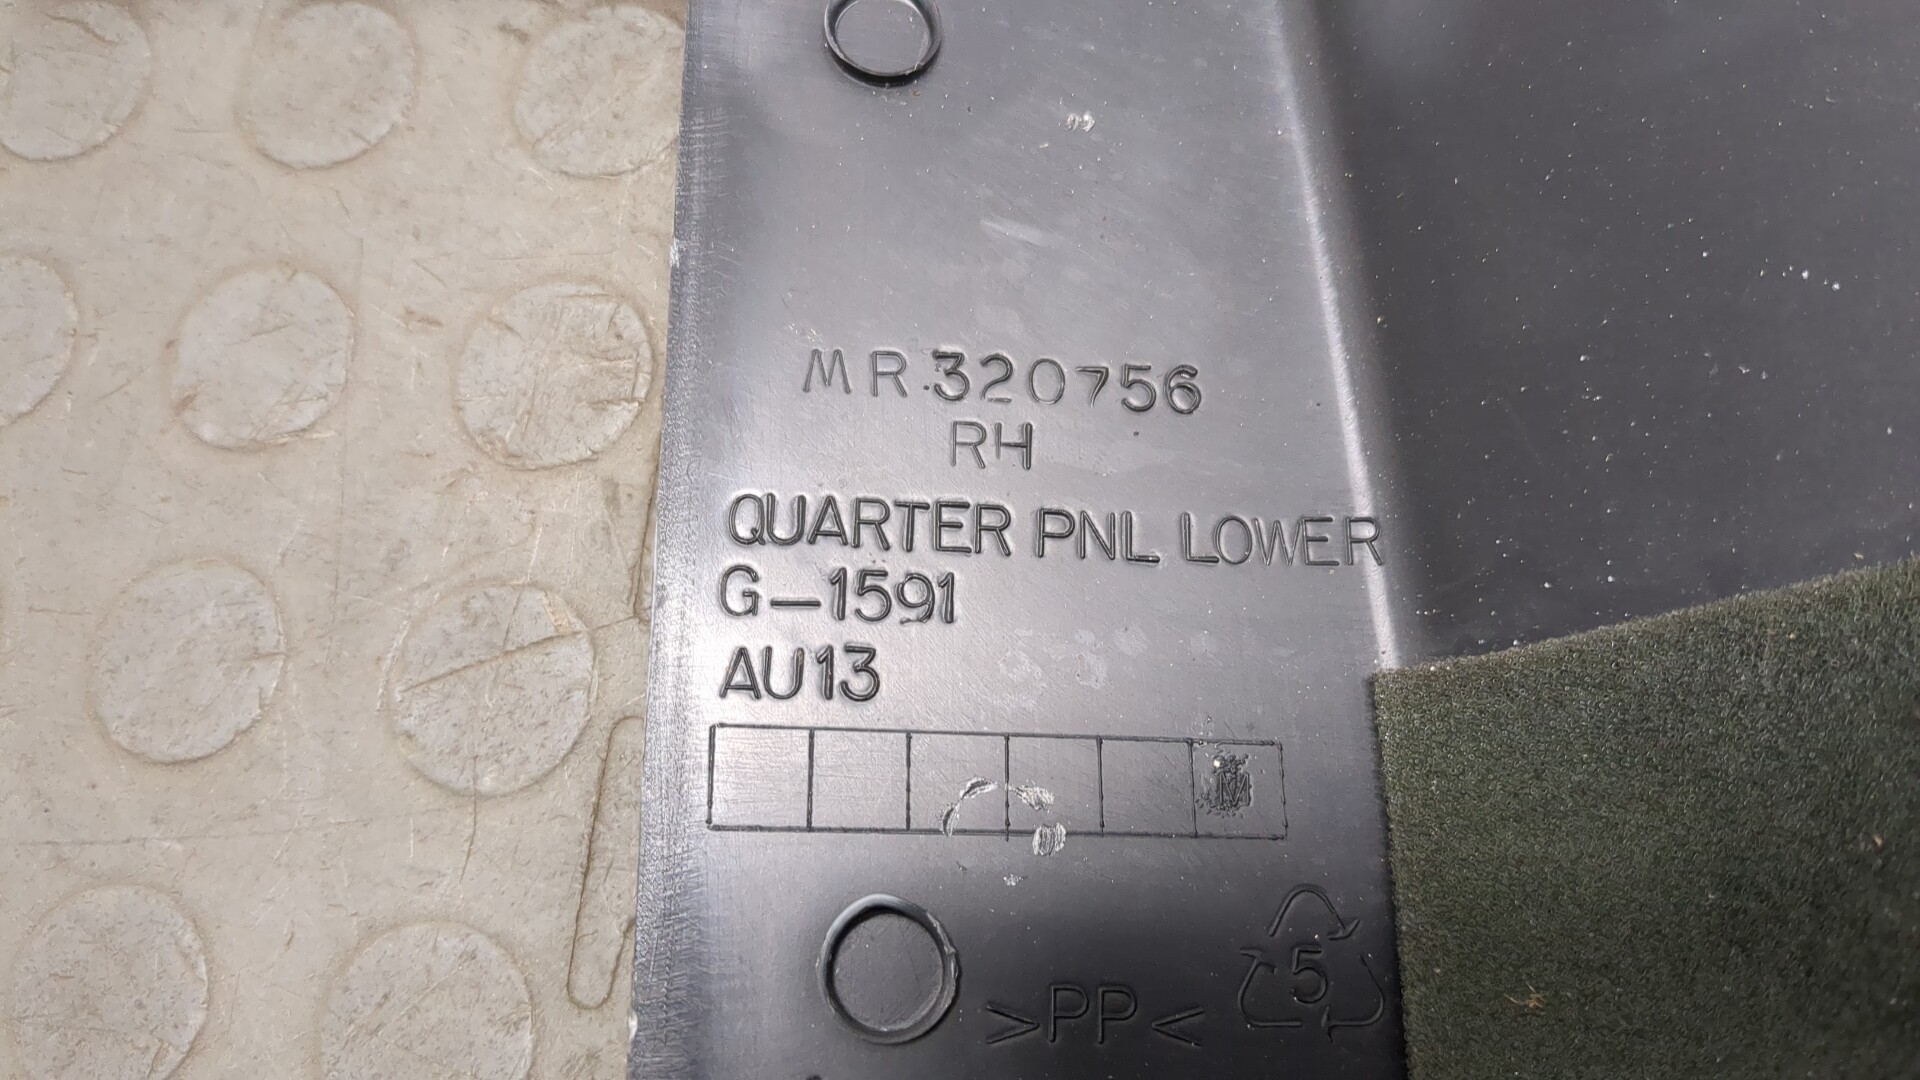 MR.320756
RH
QUARTER PNL LOWER
G-1591
AU13
M
5
>PP<